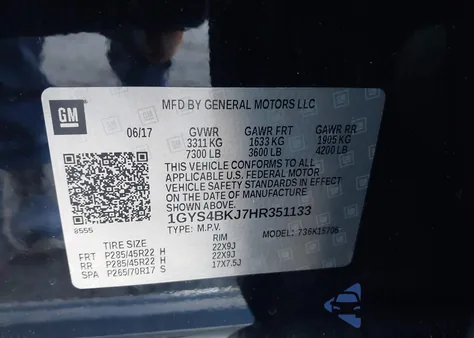 GM
MFD BY GENERAL MOTORS LLC
06/17 GVWR GAWR FRT GAWR RR
3311 KG 1633 KG 1905 KG
7300 LB 3600 LB 4200 LB
THIS VEHICLE CONFORMS TO ALL
APPLICABLE U.S. FEDERAL MOTOR
VEHICLE SAFETY STANDARDS IN EFFECT
ON THE DATE OF MANUFACTURE
SHOWN ABOVE.
1GYS4BKJ7HR351133
8555 TYPE: M.P.V. MODEL:
TIRE SIZE RIM
FRT P285/45R22 H 22X9J
RR P285/45R22 H 22X9J
SPA P265/70R17 S 17X7.5J